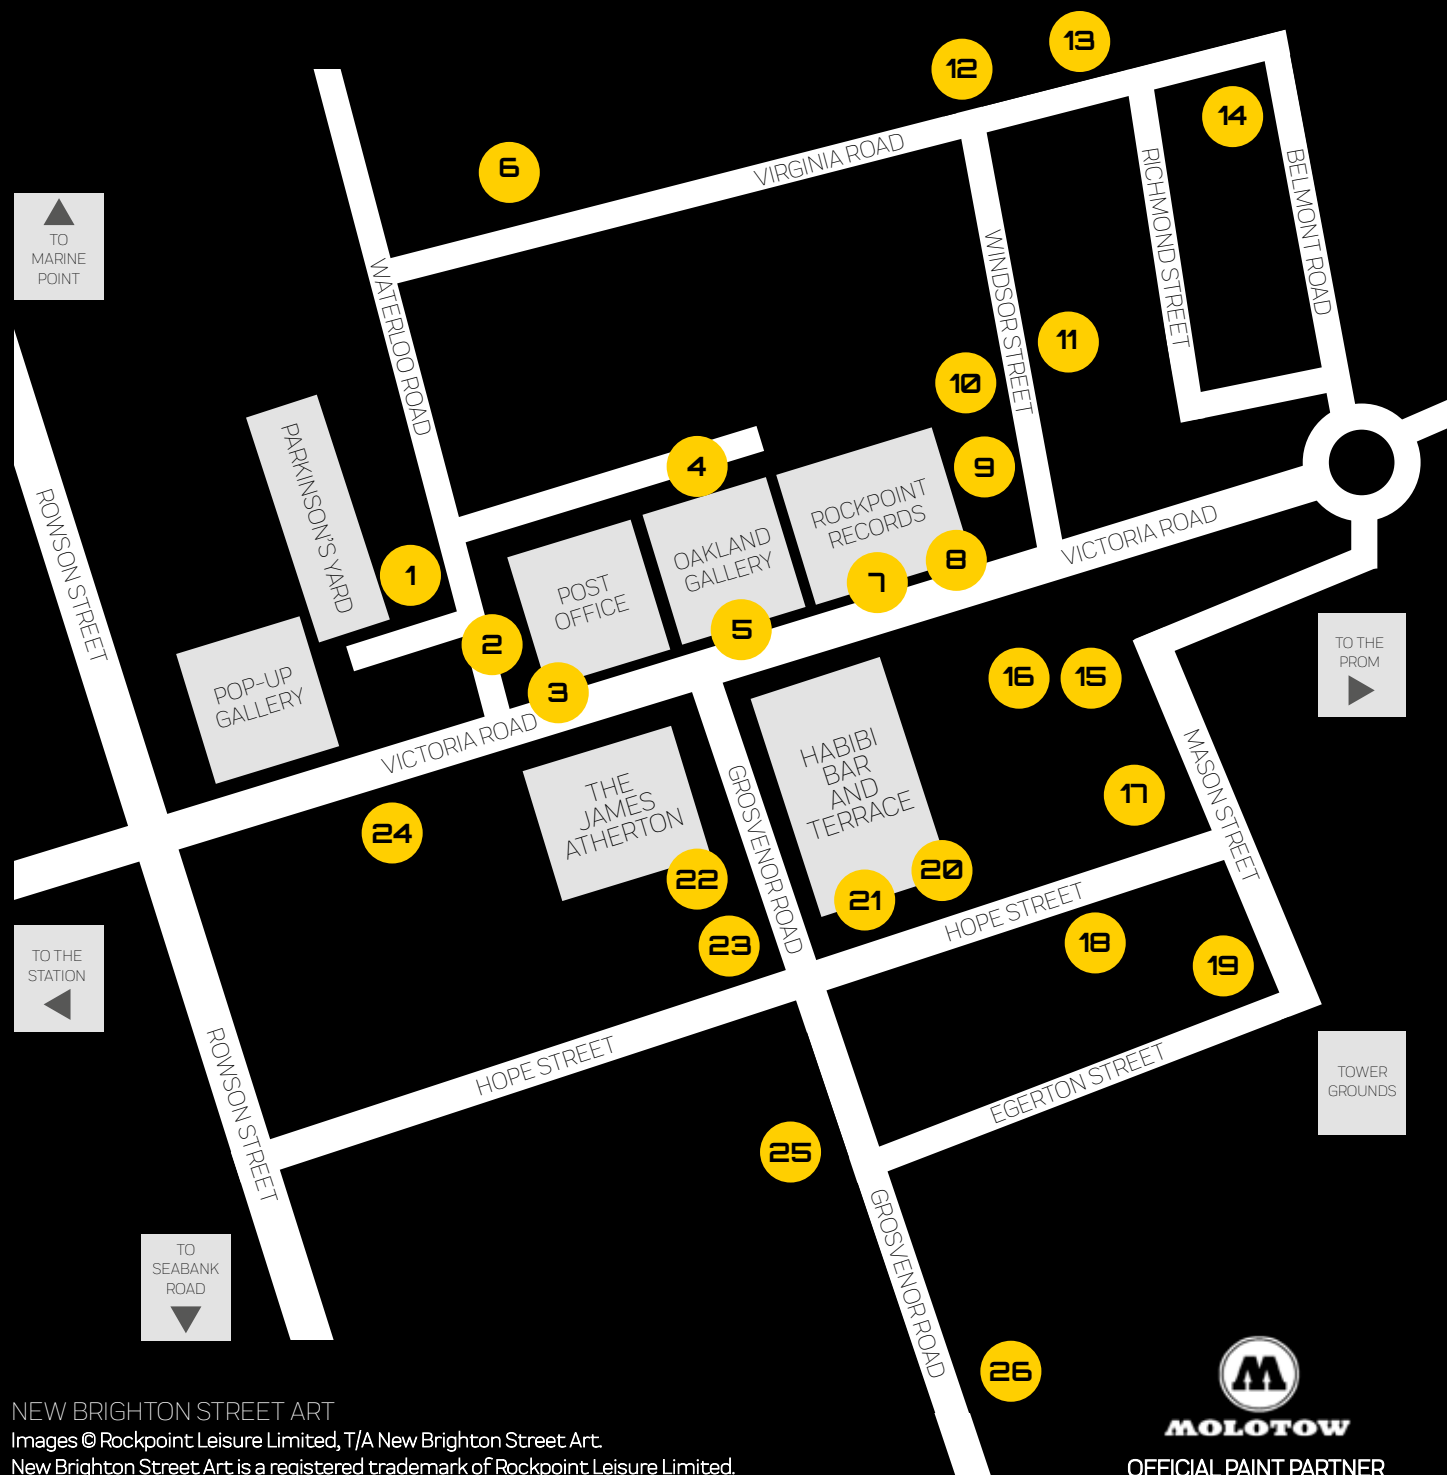 13
12
14
6
VIRGINIA ROAD
RICHMOND STREET
BELMONT ROAD
TO
MARINE
POINT
WATERLOO ROAD
WINDSOR STREET
11
10
PARKINSON'S YARD
4
9
ROCKPOINT
RECORDS
ROWSON STREET
OAKLAND
GALLERY
VICTORIA ROAD
1
POST
OFFICE
7
8
2
5
3
POP-UP
GALLERY
TO THE
PROM
16
15
VICTORIA ROAD
HABIBI
BAR
AND
TERRACE
MASON STREET
THE
JAMES
ATHERTON
GROSVENOR ROAD
17
24
22
20
21
23
HOPE STREET
18
19
TO THE
STATION
ROWSON STREET
HOPE STREET
EGERTON STREET
TOWER
GROUNDS
25
GROSVENOR ROAD
TO
SEABANK
ROAD
26
M
MOLOTOW
OFFICIAL PAINT PARTNER
NEW BRIGHTON STREET ART
Images © Rockpoint Leisure Limited, T/A New Brighton Street Art.
New Brighton Street Art is a registered trademark of Rockpoint Leisure Limited.